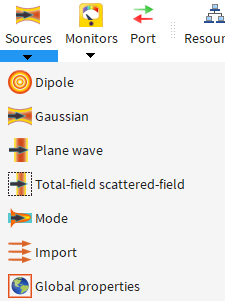 Sources Monitors Port Resour
Dipole
Gaussian
Plane wave
Total-field scattered-field
Mode
Import
Global properties